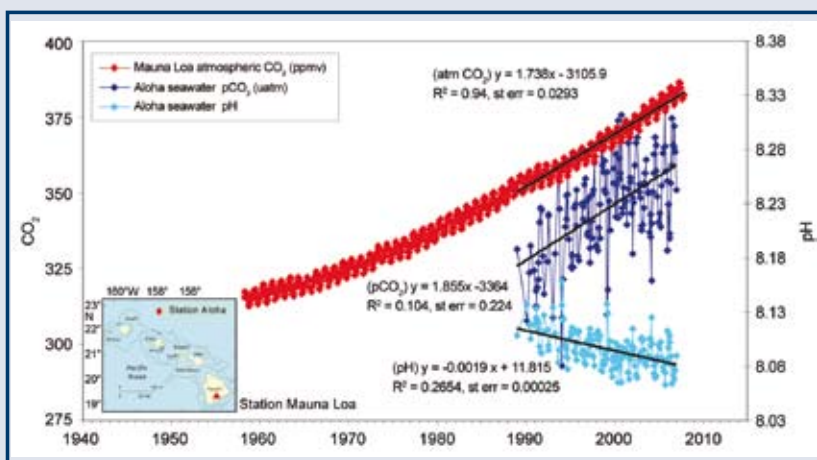 400
375
350
325
300
275
CO₂
8.38
8.33
8.28
8.23
8.18
8.13
8.08
8.03
pH
Mauna Loa atmospheric CO₂ (ppmv)
Aloha seawater pCO₂ (uatm)
Aloha seawater pH
(atm CO₂) y = 1.738x - 3105.9
R² = 0.94, st err = 0.0293
(pCO₂) y = 1.855x -3364
R² = 0.104, st err = 0.224
(pH) y = -0.0019 x + 11.815
R² = 0.2654, st err = 0.00025
Station Aloha
23°
N
22°
21°
20°
19°
Station Mauna Loa
1940
1950
1960
1970
1980
1990
2000
2010